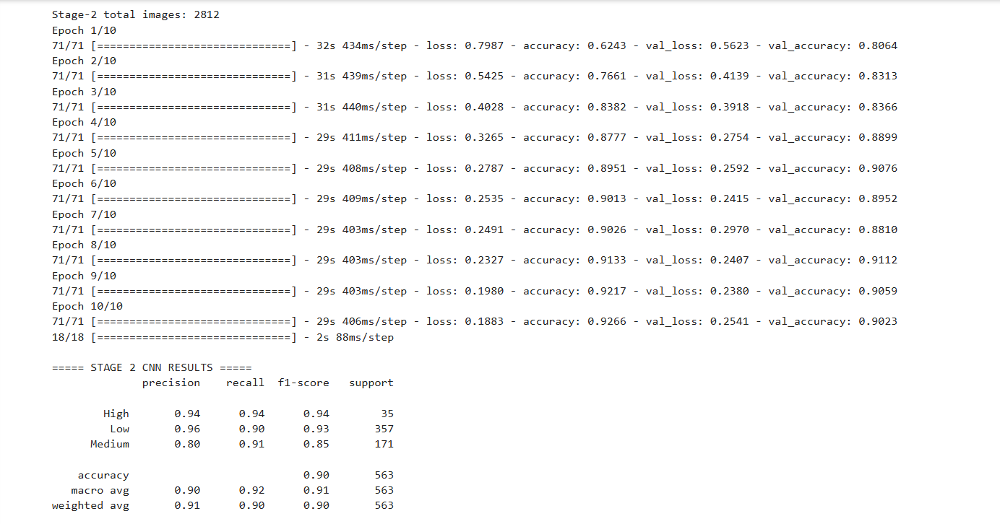 Stage-2 total images: 2812
Epoch 1/10
71/71 [==============================] - 32s 434ms/step - loss: 0.7987 - accuracy: 0.6243 - val_loss: 0.5623 - val_accuracy: 0.8064
Epoch 2/10
71/71 [==============================] - 31s 439ms/step - loss: 0.5425 - accuracy: 0.7661 - val_loss: 0.4139 - val_accuracy: 0.8313
Epoch 3/10
71/71 [==============================] - 31s 440ms/step - loss: 0.4028 - accuracy: 0.8382 - val_loss: 0.3918 - val_accuracy: 0.8366
Epoch 4/10
71/71 [==============================] - 29s 411ms/step - loss: 0.3265 - accuracy: 0.8777 - val_loss: 0.2754 - val_accuracy: 0.8899
Epoch 5/10
71/71 [==============================] - 29s 408ms/step - loss: 0.2787 - accuracy: 0.8951 - val_loss: 0.2592 - val_accuracy: 0.9076
Epoch 6/10
71/71 [==============================] - 29s 409ms/step - loss: 0.2535 - accuracy: 0.9013 - val_loss: 0.2415 - val_accuracy: 0.8952
Epoch 7/10
71/71 [==============================] - 29s 403ms/step - loss: 0.2491 - accuracy: 0.9026 - val_loss: 0.2970 - val_accuracy: 0.8810
Epoch 8/10
71/71 [==============================] - 29s 403ms/step - loss: 0.2327 - accuracy: 0.9133 - val_loss: 0.2407 - val_accuracy: 0.9112
Epoch 9/10
71/71 [==============================] - 29s 403ms/step - loss: 0.1980 - accuracy: 0.9217 - val_loss: 0.2380 - val_accuracy: 0.9059
Epoch 10/10
71/71 [==============================] - 29s 406ms/step - loss: 0.1883 - accuracy: 0.9266 - val_loss: 0.2541 - val_accuracy: 0.9023
18/18 [==============================] - 2s 88ms/step
===== STAGE 2 CNN RESULTS =====
precision recall f1-score support
High 0.94 0.94 0.94 35
Low 0.96 0.90 0.93 357
Medium 0.80 0.91 0.85 171
accuracy 0.90 563
macro avg 0.90 0.92 0.91 563
weighted avg 0.91 0.90 0.90 563